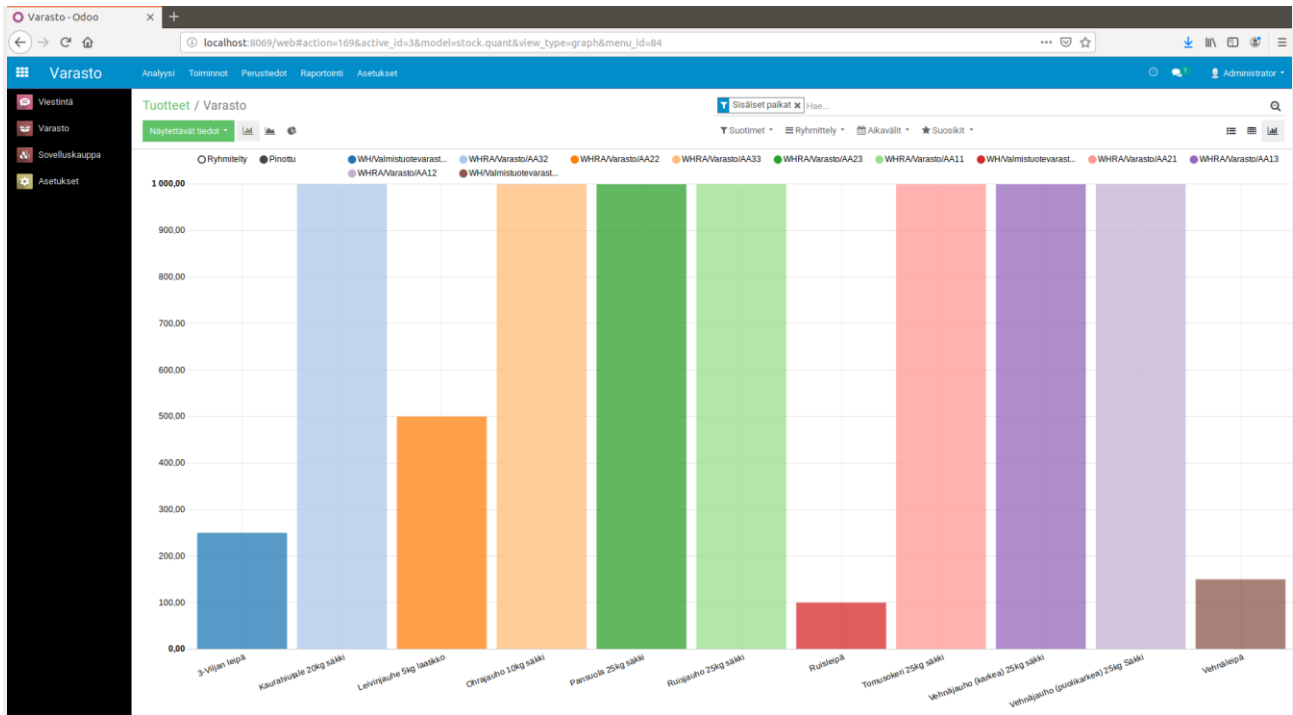 Varasto - Odoo
localhost:8069/web#action=169&active_id=3&model=stock.quant&view_type=graph&menu_id=84
Varasto Analyysi Toiminnot Perustiedot Raportointi Asetukset 1 Administrator
Viestintä
Varasto
Sovelluskauppa
Asetukset
Tuotteet / Varasto Sisäiset paikat Hae...
Näytettävät tiedot Suotimet Ryhmittely Aikavälit Suosikit
Ryhmitelty Pinottu WH/Valmistuotevarast... WHRA/Varasto/AA32 WHRA/Varasto/AA22 WHRA/Varasto/AA33 WHRA/Varasto/AA23 WHRA/Varasto/AA11 WH/Valmistuotevarast... WHRA/Varasto/AA21 WHRA/Varasto/AA13
WHRA/Varasto/AA12 WH/Valmistuotevarast...
1 000,00
900,00
800,00
700,00
600,00
500,00
400,00
300,00
200,00
100,00
0,00
3-Viljan leipä
Kaurahiutale 20kg säkki
Leivinjauhe 5kg laatikko
Ohrajauho 10kg säkki
Pansuola 25kg säkki
Ruisjauho 25kg säkki
Ruisleipä
Tomusokeri 25kg säkki
Vehnäjauho (karkea) 25kg säkki
Vehnäjauho (puolikarkea) 25kg Säkki
Vehnäleipä